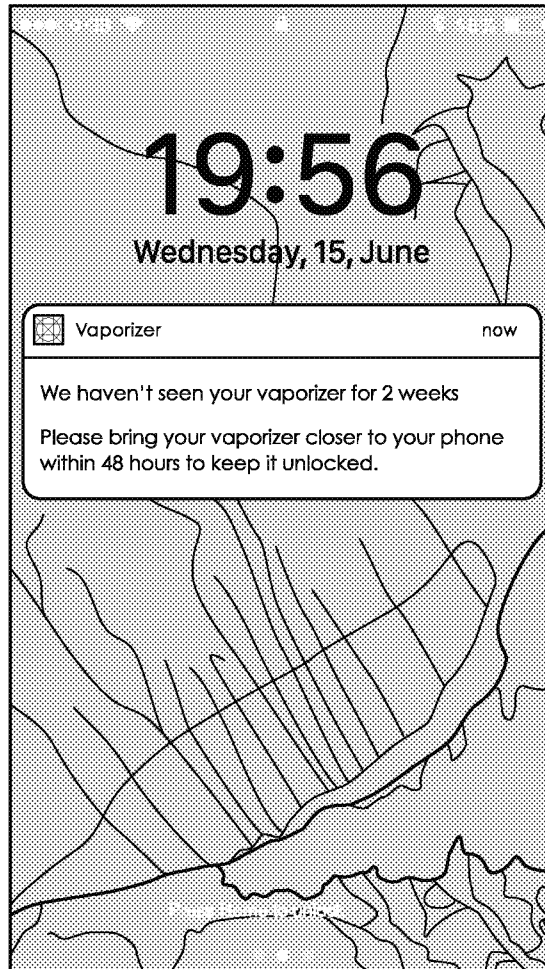 19:56
Wednesday, 15, June
Vaporizer
now
We haven't seen your vaporizer for 2 weeks
Please bring your vaporizer closer to your phone
within 48 hours to keep it unlocked.